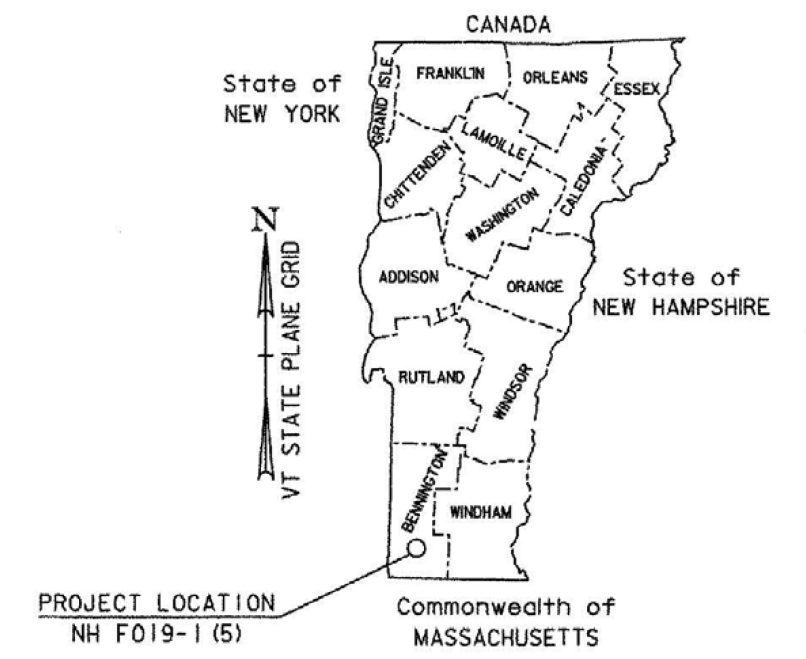 CANADA
State of
NEW YORK
GRAND ISLE
FRANKLIN
ORLEANS
ESSEX
LAMOILLE
CHITTENDEN
CALEDONIA
WASHINGTON
N
VT STATE PLANE GRID
ADDISON
ORANGE
State of
NEW HAMPSHIRE
RUTLAND
WINDSOR
BENNINGTON
WINDHAM
PROJECT LOCATION
NH F019-1(5)
Commonwealth of
MASSACHUSETTS